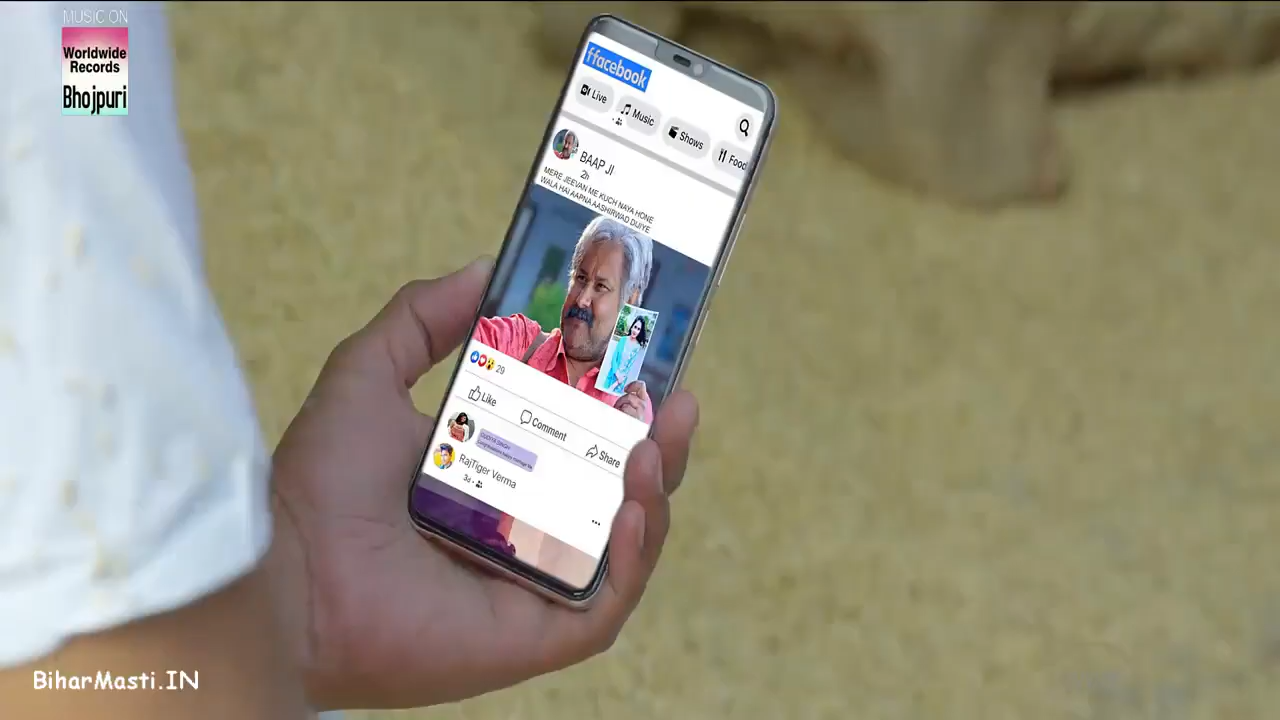 MUSIC ON
Worldwide
Records
Bhojpuri
ffacebook
Live
Music
Shows
Food
BAAP JI
2h
MERE JEEVAN ME KUCH NAYA HONE
WALA HAI AAPNA AASHIRWAD DIJIYE
29
Like
Comment
Share
RajTiger Verma
3d
BiharMasti.IN